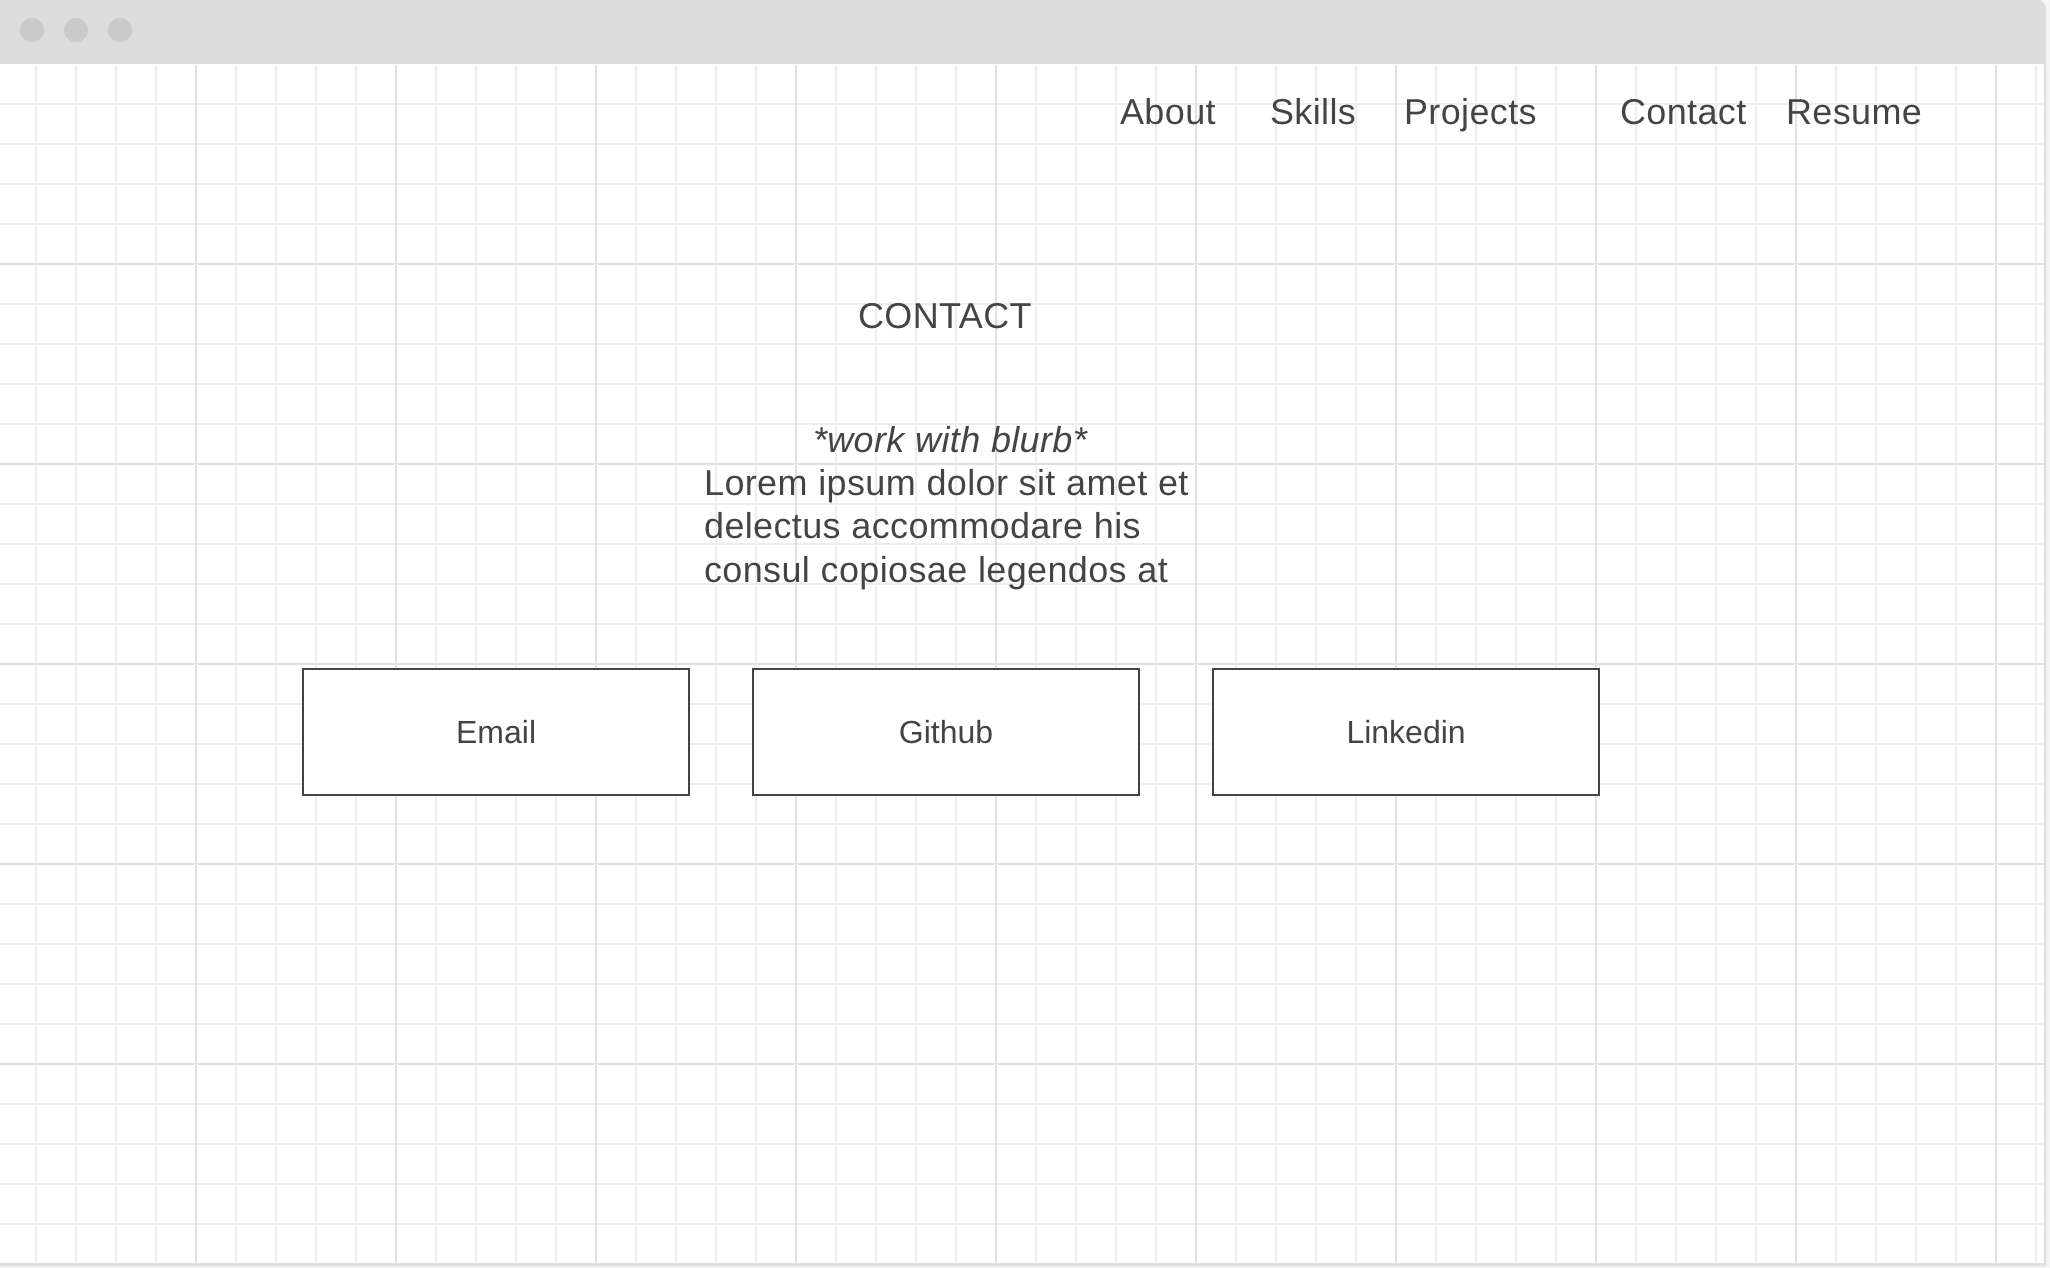 About Skills Projects Contact Resume
CONTACT
*work with blurb*
Lorem ipsum dolor sit amet et
delectus accommodare his
consul copiosae legendos at
Email Github Linkedin